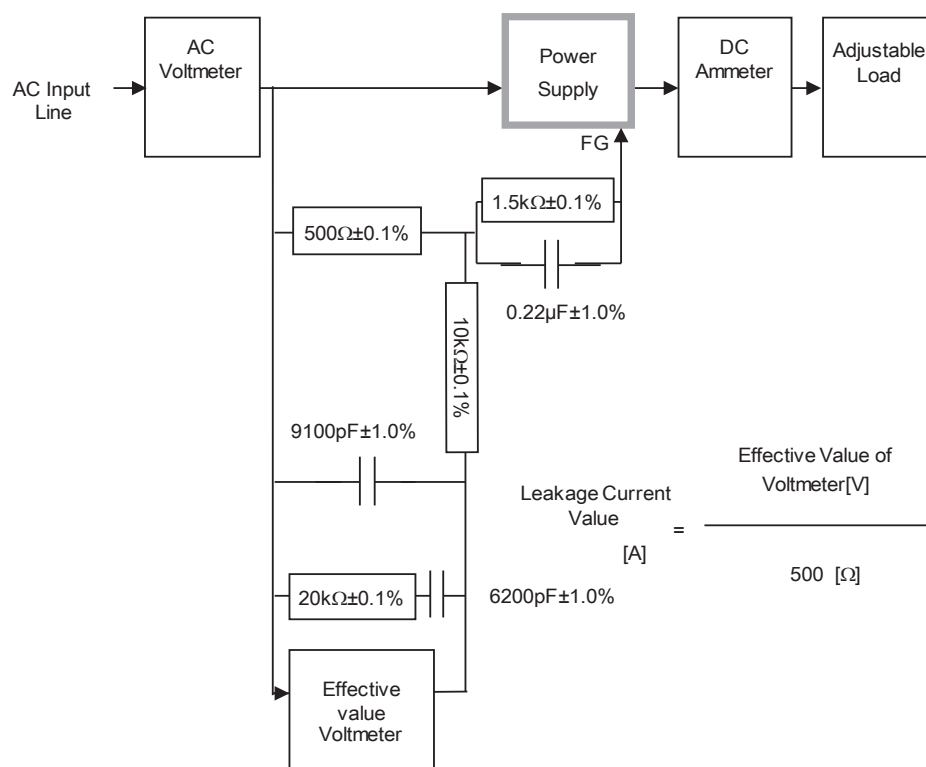 AC
Voltmeter
Power
Supply
DC
Ammeter
Adjustable
Load
AC Input
Line
FG
1.5kΩ±0.1%
500Ω±0.1%
0.22µF±1.0%
10kΩ±0.1%
9100pF±1.0%
Effective Value of
Voltmeter[V]
Leakage Current
Value
[A]
=
500 [Ω]
20kΩ±0.1%
6200pF±1.0%
Effective
value
Voltmeter